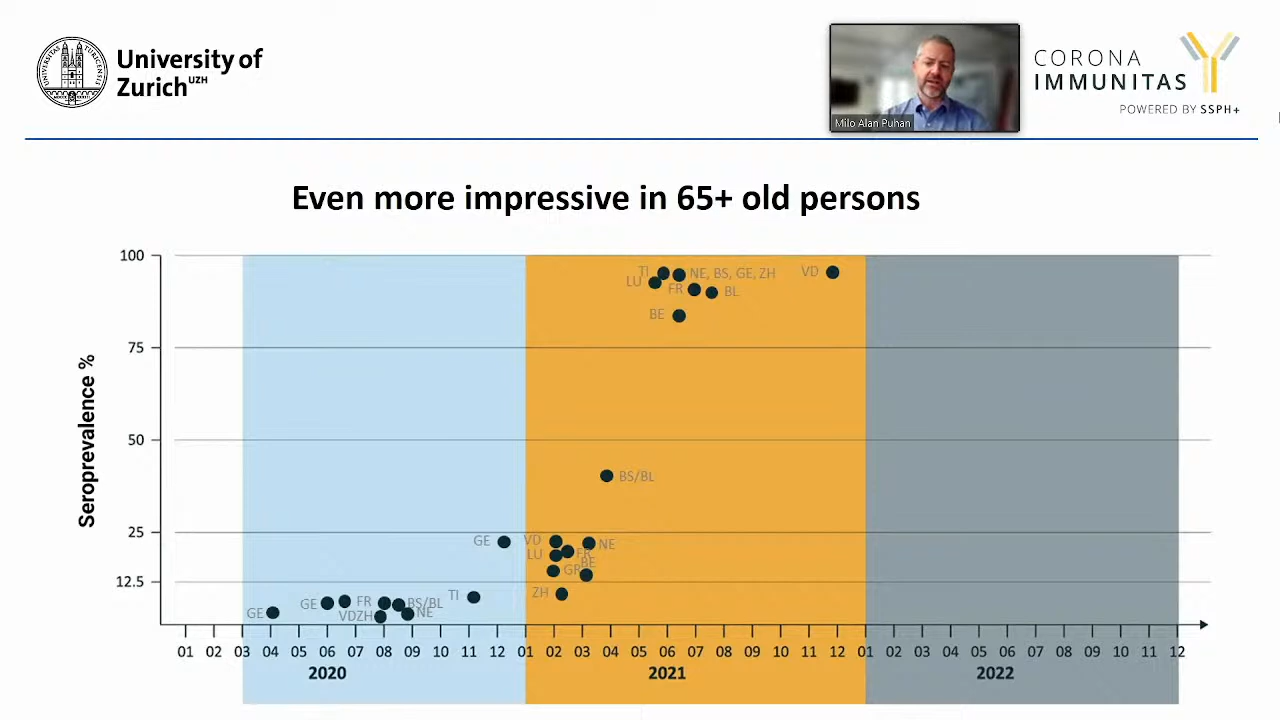 University of
Zurich UZH
Milo Alan Puhan
CORONA
IMMUNITAS
POWERED BY SSPH+
Even more impressive in 65+ old persons
Seroprevalence %
100
75
50
25
12.5
TI
NE, BS, GE, ZH
VD
LU
FR
BL
BE
BS/BL
GE
VD
NE
LU
FR
BE
GR
ZH
TI
GE
GE
FR
BS/BL
VDZH
NE
01 02 03 04 05 06 07 08 09 10 11 12 01 02 03 04 05 06 07 08 09 10 11 12 01 02 03 04 05 06 07 08 09 10 11 12
2020 2021 2022